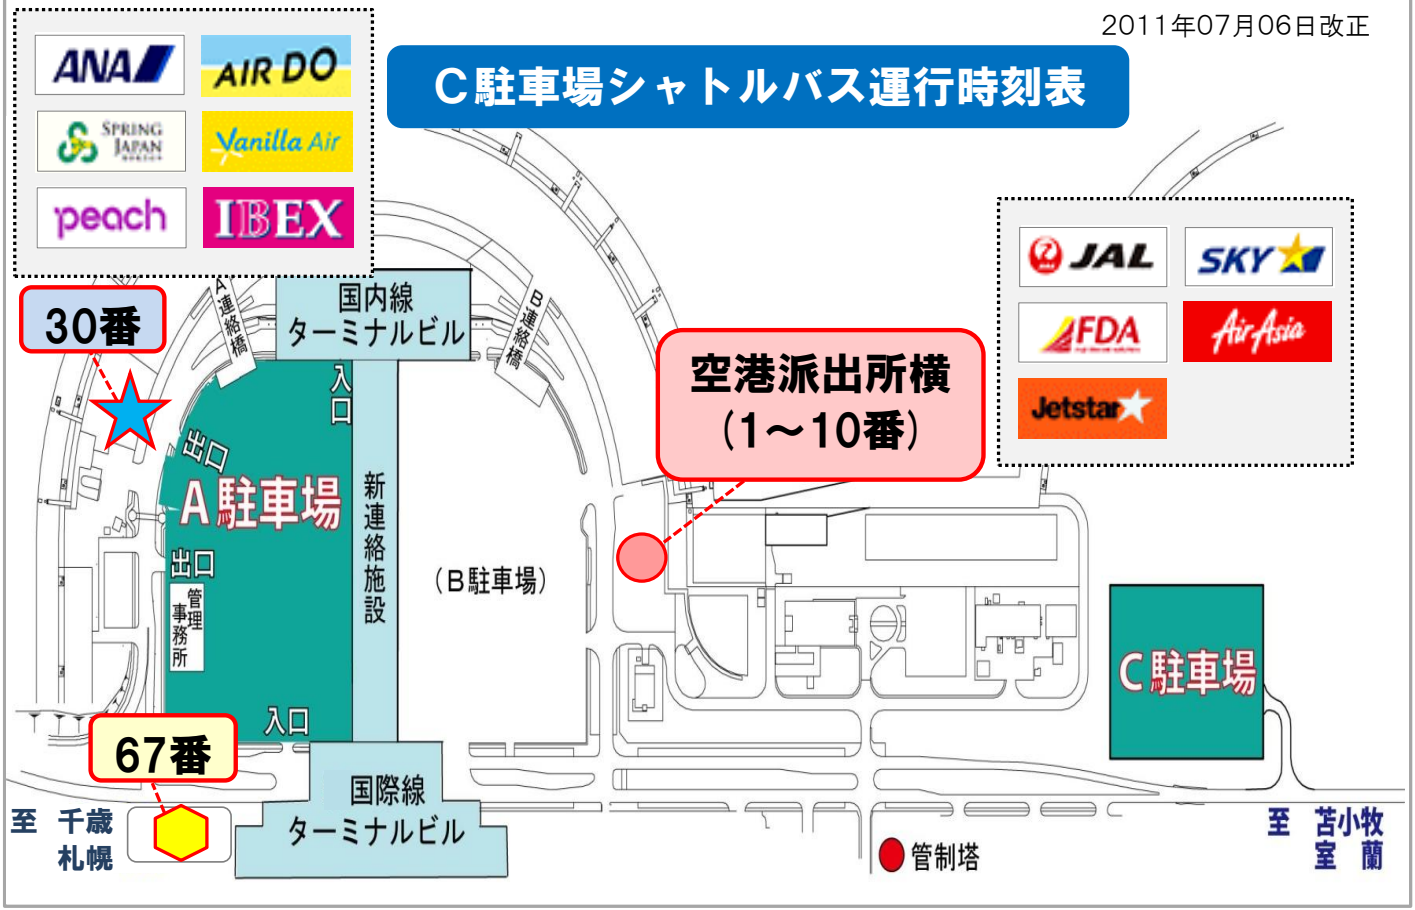 2011年07月06日改正
C駐車場シャトルバス運行時刻表
ANA
AIR DO
SPRING
JAPAN
Vanilla Air
peach
IBEX
JAL
SKY
FDA
AirAsia
Jetstar
30番
A連絡橋
国内線
ターミナルビル
B連絡橋
空港派出所横
(1～10番)
入口
出口
A駐車場
新連絡施設
出口
(B駐車場)
管理
事務所
C駐車場
入口
67番
国際線
ターミナルビル
至 千歳
札幌
管制塔
至 苫小牧
室蘭